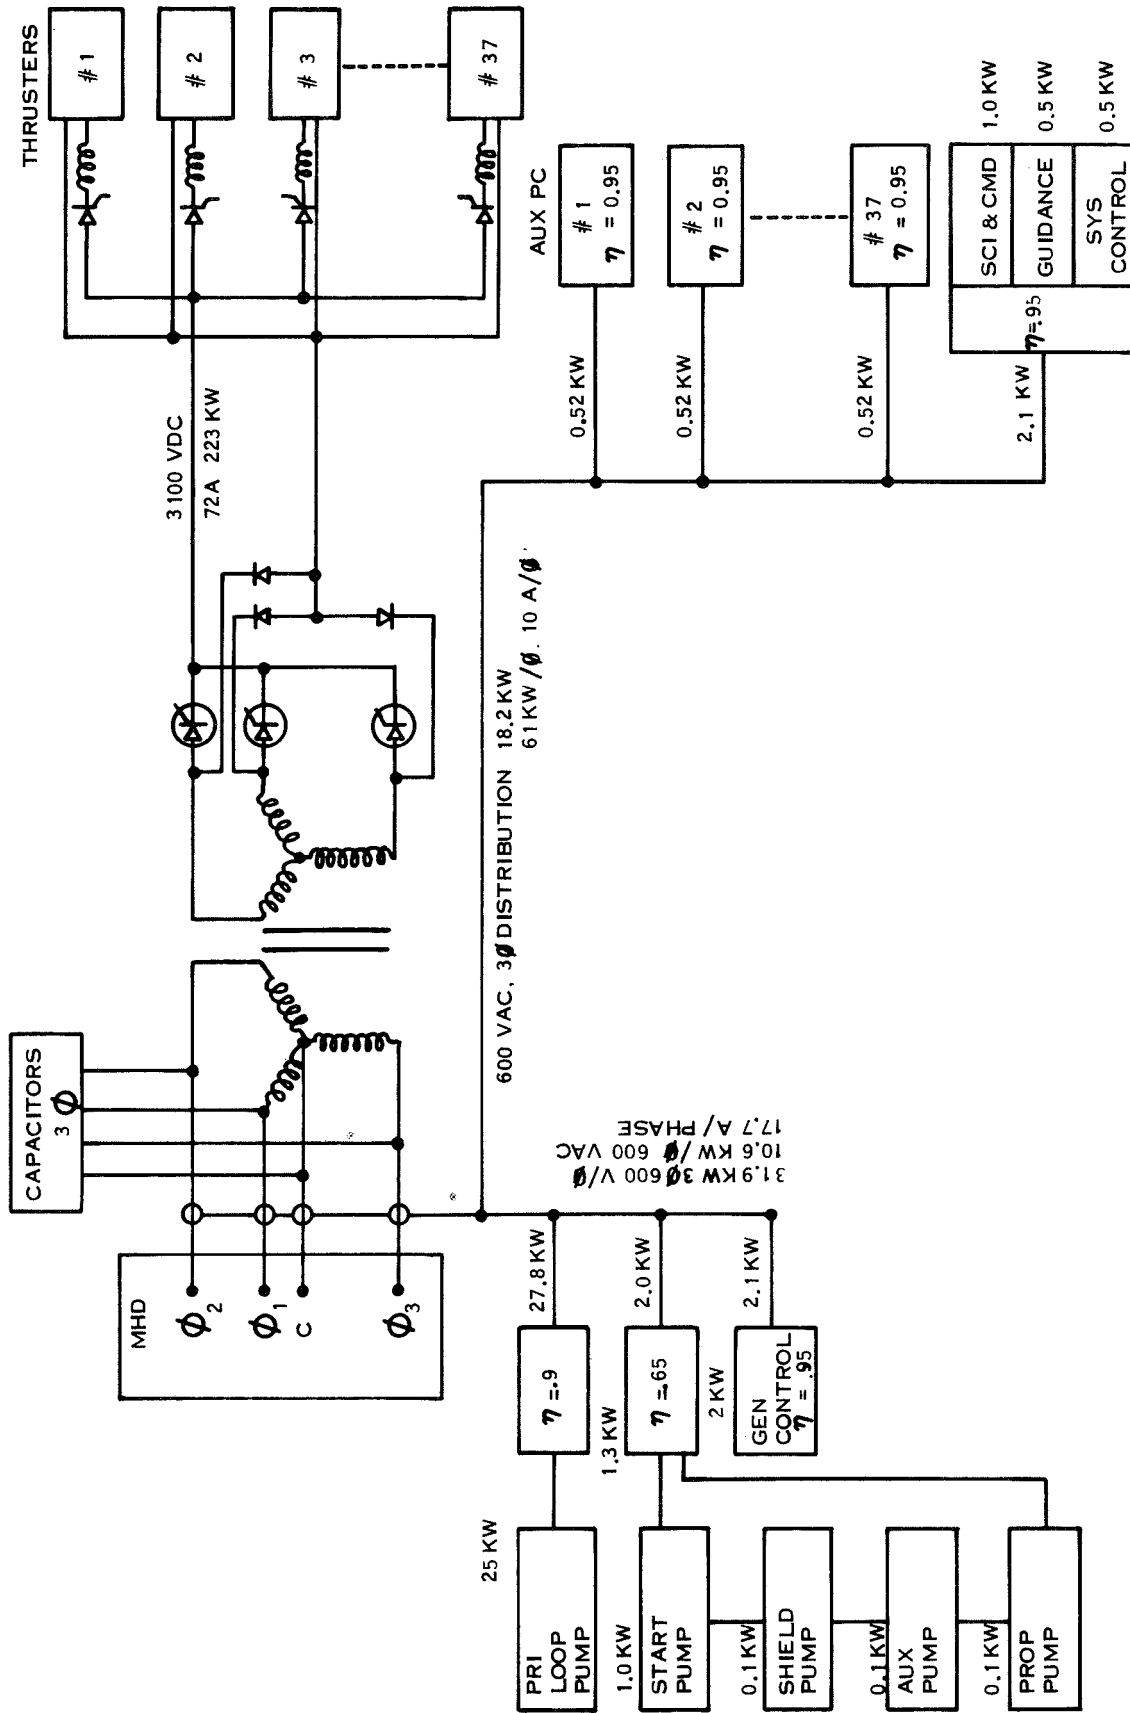 THRUSTERS
# 1
# 2
# 3
# 37
3100 VDC
72A 223 KW
CAPACITORS
3 Φ
MHD
Φ2
Φ1
C
Φ3
600 VAC, 3Ø DISTRIBUTION 18.2 KW
61KW/Ø. 10 A/Ø
31.9KW 3Ø 600 V/Ø
10.6 KW/Ø 600 VAC
17.7 A/PHASE
AUX PC
# 1
η = 0.95
# 2
η = 0.95
# 37
η = 0.95
0.52 KW
0.52 KW
0.52 KW
2.1 KW
η=.95
SCI & CMD
1.0 KW
GUIDANCE
0.5 KW
SYS
CONTROL
0.5 KW
27.8 KW
2.0 KW
2.1 KW
η =.9
1.3 KW
η =.65
2 KW
GEN
CONTROL
η = .95
25 KW
PRI
LOOP
PUMP
1.0 KW
START
PUMP
0.1 KW
SHIELD
PUMP
0.1 KW
AUX
PUMP
0.1 KW
PROP
PUMP